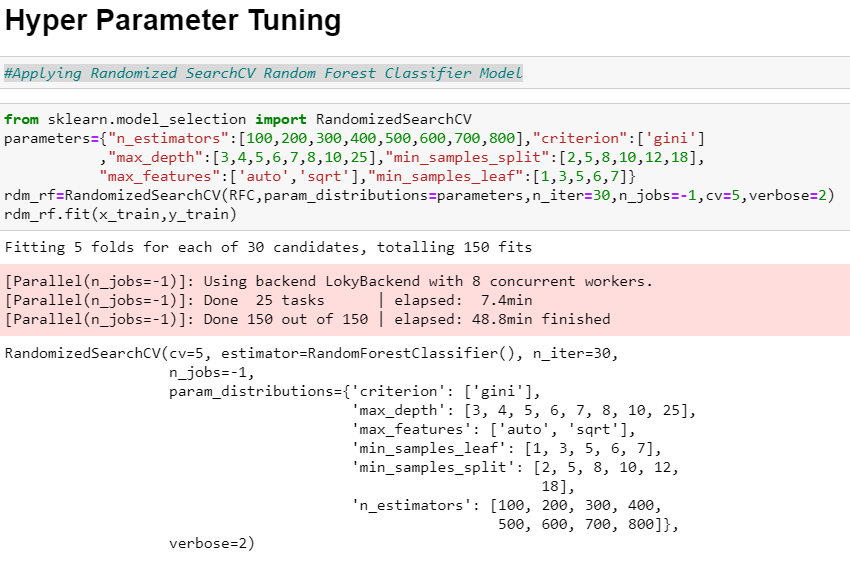 Hyper Parameter Tuning
#Applying Randomized SearchCV Random Forest Classifier Model
from sklearn.model_selection import RandomizedSearchCV
parameters={"n_estimators":[100,200,300,400,500,600,700,800],"criterion":['gini']
,"max_depth":[3,4,5,6,7,8,10,25],"min_samples_split":[2,5,8,10,12,18],
"max_features":['auto','sqrt'],"min_samples_leaf":[1,3,5,6,7]}
rdm_rf=RandomizedSearchCV(RFC,param_distributions=parameters,n_iter=30,n_jobs=-1,cv=5,verbose=2)
rdm_rf.fit(x_train,y_train)
Fitting 5 folds for each of 30 candidates, totalling 150 fits
[Parallel(n_jobs=-1)]: Using backend LokyBackend with 8 concurrent workers.
[Parallel(n_jobs=-1)]: Done  25 tasks      | elapsed:  7.4min
[Parallel(n_jobs=-1)]: Done 150 out of 150 | elapsed: 48.8min finished
RandomizedSearchCV(cv=5, estimator=RandomForestClassifier(), n_iter=30,
n_jobs=-1,
param_distributions={'criterion': ['gini'],
'max_depth': [3, 4, 5, 6, 7, 8, 10, 25],
'max_features': ['auto', 'sqrt'],
'min_samples_leaf': [1, 3, 5, 6, 7],
'min_samples_split': [2, 5, 8, 10, 12,
18],
'n_estimators': [100, 200, 300, 400,
500, 600, 700, 800]},
verbose=2)